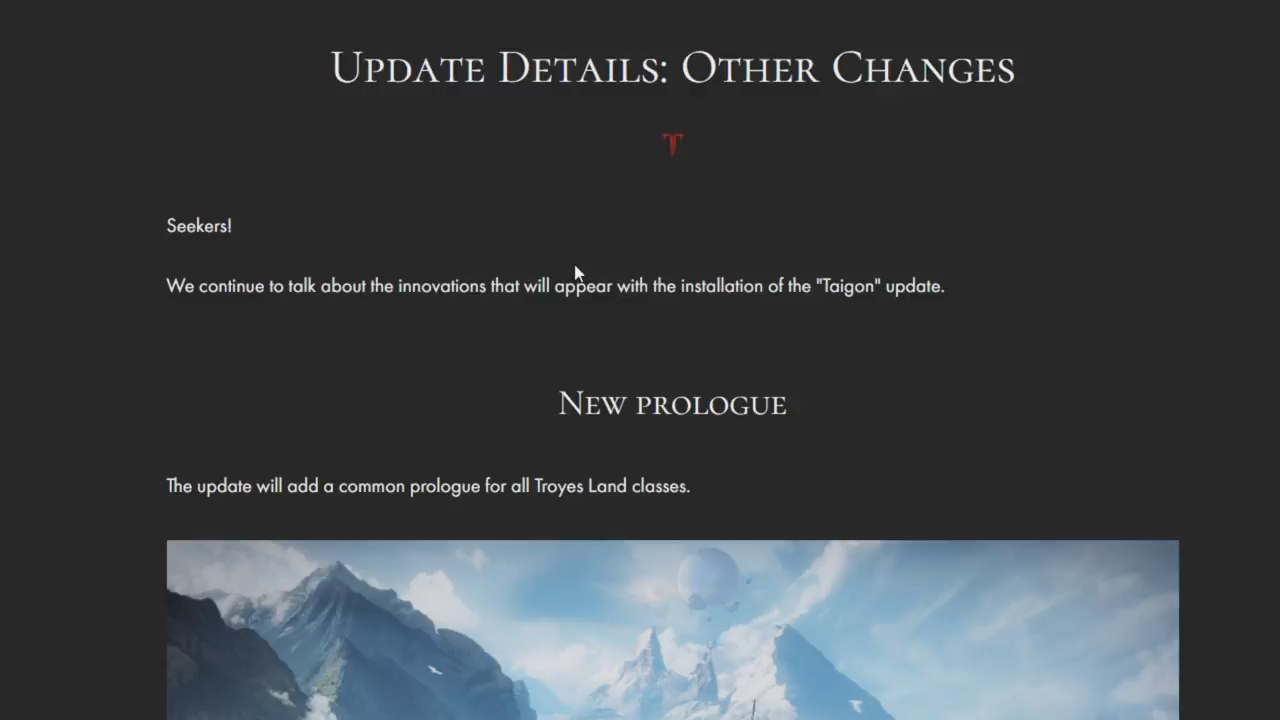 Update Details: Other Changes
Seekers!
We continue to talk about the innovations that will appear with the installation of the "Taigon" update.
New prologue
The update will add a common prologue for all Troyes Land classes.